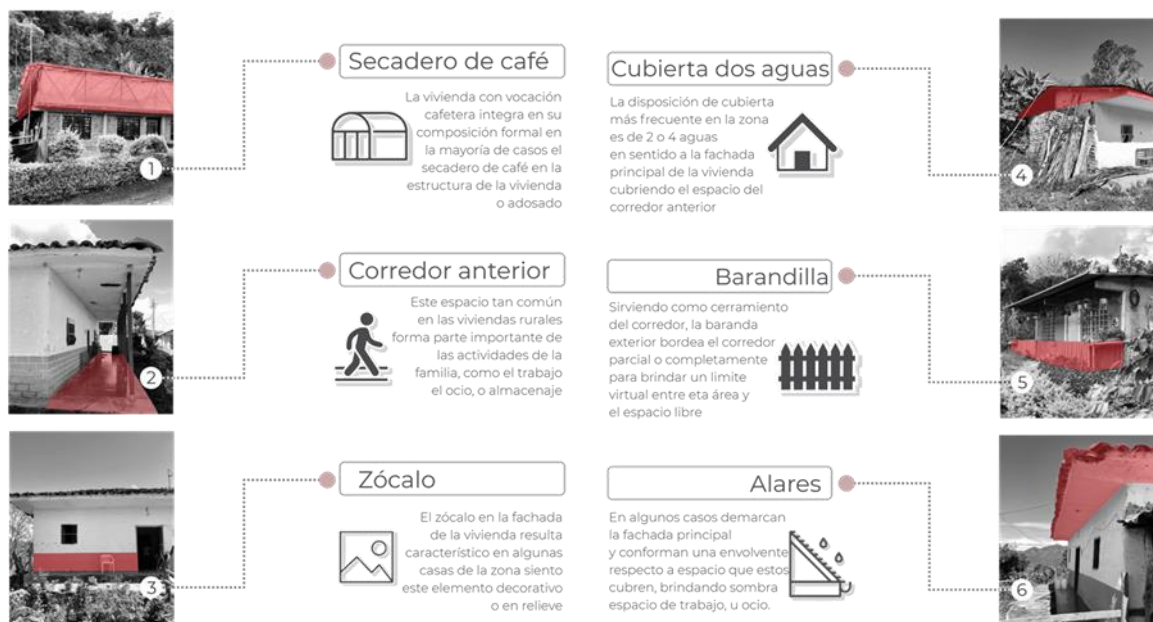 Secadero de café
La vivienda con vocación
cafetera integra en su
composición formal en
la mayoría de casos el
secadero de café en la
estructura de la vivienda
o adosado
1
Corredor anterior
Este espacio tan común
en las viviendas rurales
forma parte importante de
las actividades de la
familia, como el trabajo
el ocio, o almacenaje
2
Zócalo
El zócalo en la fachada
de la vivienda resulta
característico en algunas
casas de la zona siento
este elemento decorativo
o en relieve
3
Cubierta dos aguas
La disposición de cubierta
más frecuente en la zona
es de 2 o 4 aguas
en sentido a la fachada
principal de la vivienda
cubriendo el espacio del
corredor anterior
4
Barandilla
Sirviendo como cerramiento
del corredor, la baranda
exterior bordea el corredor
parcial o completamente
para brindar un limite
virtual entre eta área y
el espacio libre
5
Alares
En algunos casos demarcan
la fachada principal
y conforman una envolvente
respecto a espacio que estos
cubren, brindando sombra
espacio de trabajo, u ocio.
6